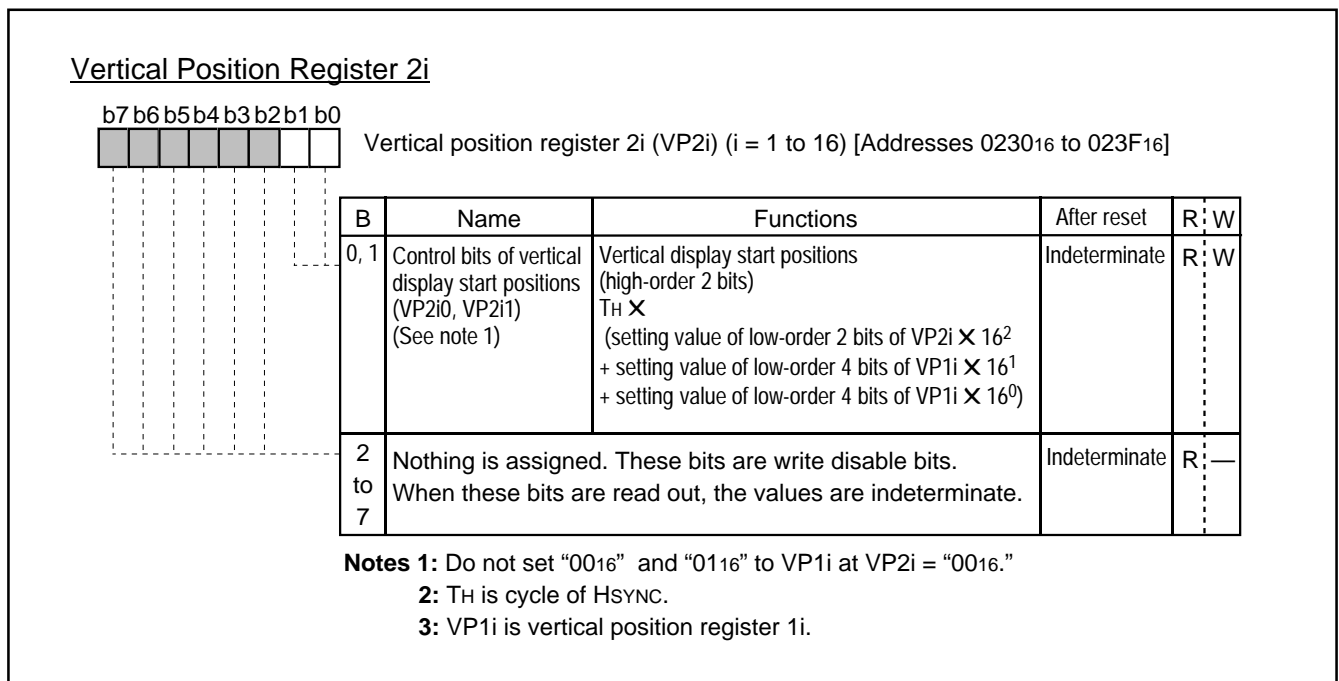 Vertical Position Register 2i
b7 b6 b5 b4 b3 b2 b1 b0
Vertical position register 2i (VP2i) (i = 1 to 16) [Addresses 0230₁₆ to 023F₁₆]
B Name Functions After reset R W
0, 1 Control bits of vertical display start positions (VP2i0, VP2i1) (See note 1)
Vertical display start positions
(high-order 2 bits)
TH ✕
(setting value of low-order 2 bits of VP2i ✕ 16²
+ setting value of low-order 4 bits of VP1i ✕ 16¹
+ setting value of low-order 4 bits of VP1i ✕ 16⁰)
Indeterminate R W
2 to 7
Nothing is assigned. These bits are write disable bits.
When these bits are read out, the values are indeterminate.
Indeterminate R —
Notes 1: Do not set “00₁₆” and “01₁₆” to VP1i at VP2i = “00₁₆.”
2: TH is cycle of HSYNC.
3: VP1i is vertical position register 1i.